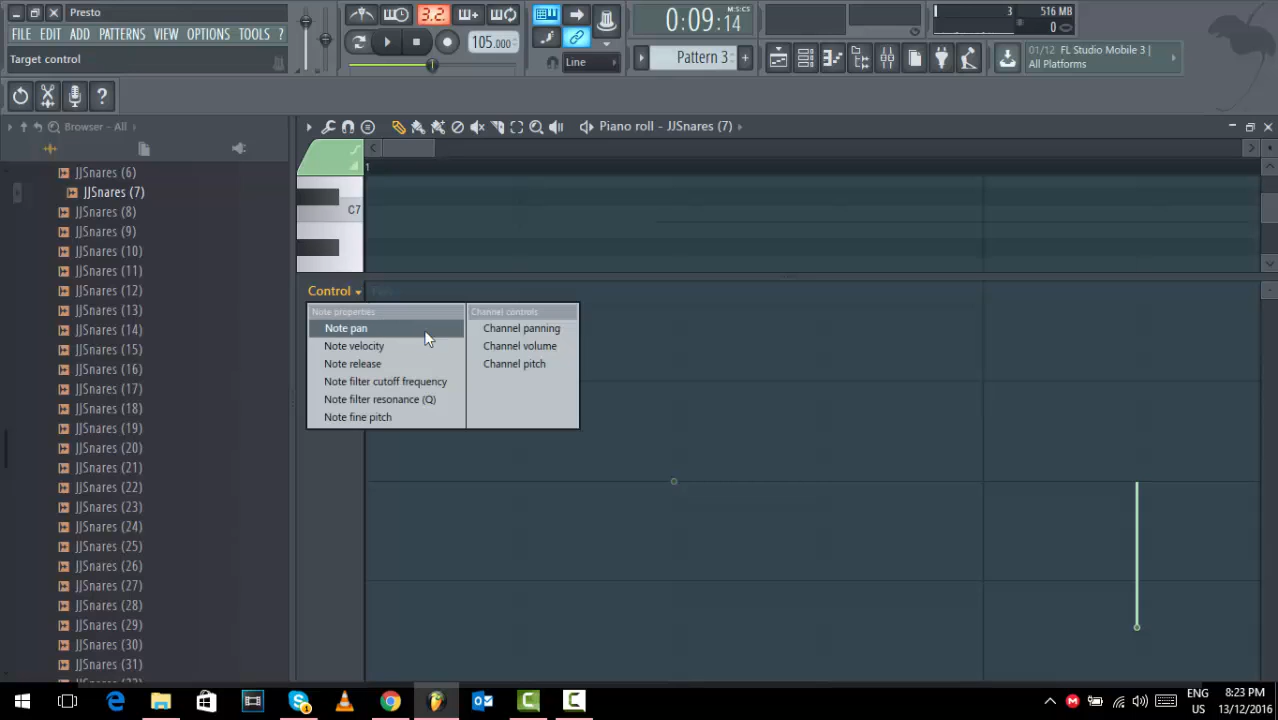 Presto
FILE EDIT ADD PATTERNS VIEW OPTIONS TOOLS ?
Target control
3.2.
105.000
1
Line
0:09:14
M:S:CS
Pattern 3
3
516 MB
0
01/12 FL Studio Mobile 3 |
All Platforms
Browser - All
Piano roll - JJSnares (7)
JJSnares (6)
JJSnares (7)
JJSnares (8)
JJSnares (9)
JJSnares (10)
JJSnares (11)
JJSnares (12)
JJSnares (13)
JJSnares (14)
JJSnares (15)
JJSnares (16)
JJSnares (17)
JJSnares (18)
JJSnares (19)
JJSnares (20)
JJSnares (21)
JJSnares (22)
JJSnares (23)
JJSnares (24)
JJSnares (25)
JJSnares (26)
JJSnares (27)
JJSnares (28)
JJSnares (29)
JJSnares (30)
JJSnares (31)
1
C7
Control
Note properties
Note pan
Note velocity
Note release
Note filter cutoff frequency
Note filter resonance (Q)
Note fine pitch
Channel controls
Channel panning
Channel volume
Channel pitch
ENG
US
8:23 PM
13/12/2016